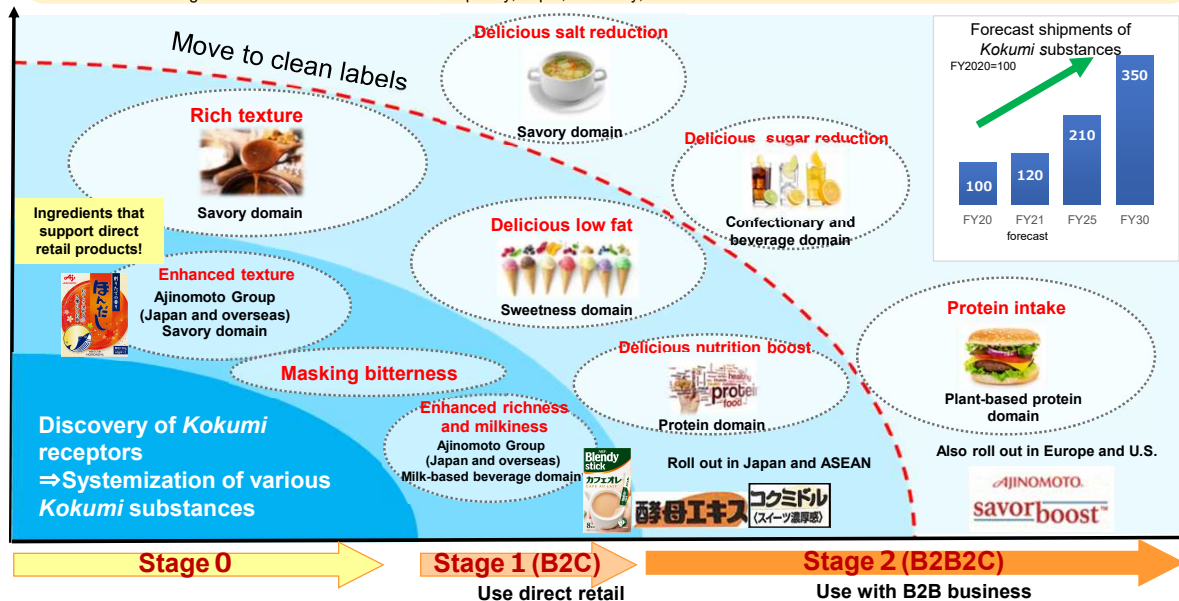 Move to clean labels
Delicious salt reduction
Savory domain
Rich texture
Savory domain
Delicious sugar reduction
Confectionary and
beverage domain
Forecast shipments of
Kokumi substances
FY2020=100
100
120
210
350
FY20
FY21
FY25
FY30
forecast
Ingredients that
support direct
retail products!
Delicious low fat
Sweetness domain
Enhanced texture
Ajinomoto Group
(Japan and overseas)
Savory domain
ほんだし
Masking bitterness
Delicious nutrition boost
protein
food
Protein domain
Protein intake
Plant-based protein
domain
Enhanced richness
and milkiness
Ajinomoto Group
(Japan and overseas)
Milk-based beverage domain
Discovery of Kokumi
receptors
⇒Systemization of various
Kokumi substances
Blendy
stick
カフェオレ
Roll out in Japan and ASEAN
酵母エキス
コクミドル
〈スイーツ濃厚感〉
Also roll out in Europe and U.S.
AJINOMOTO.
savorboost™
Stage 0
Stage 1 (B2C)
Stage 2 (B2B2C)
Use direct retail
Use with B2B business